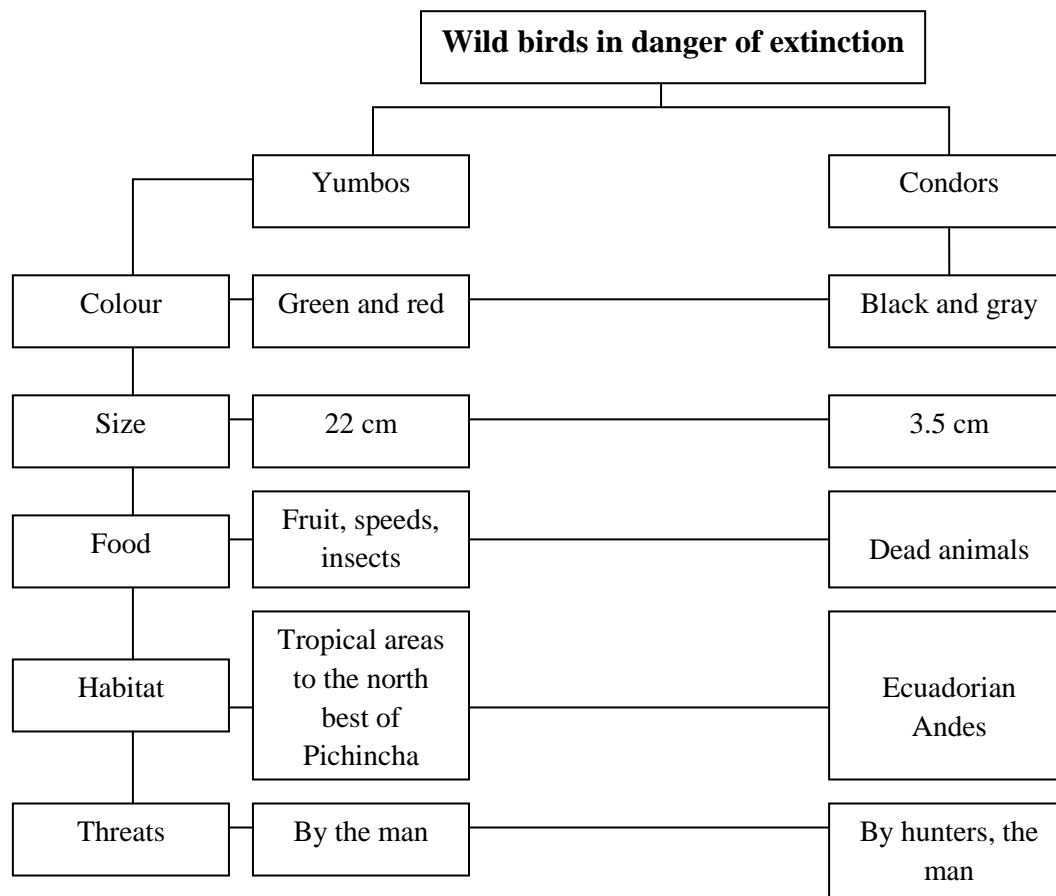 Wild birds in danger of extinction
Yumbos
Condors
Colour
Green and red
Black and gray
Size
22 cm
3.5 cm
Food
Fruit, speeds,
insects
Dead animals
Habitat
Tropical areas
to the north
best of
Pichincha
Ecuadorian
Andes
Threats
By the man
By hunters, the
man